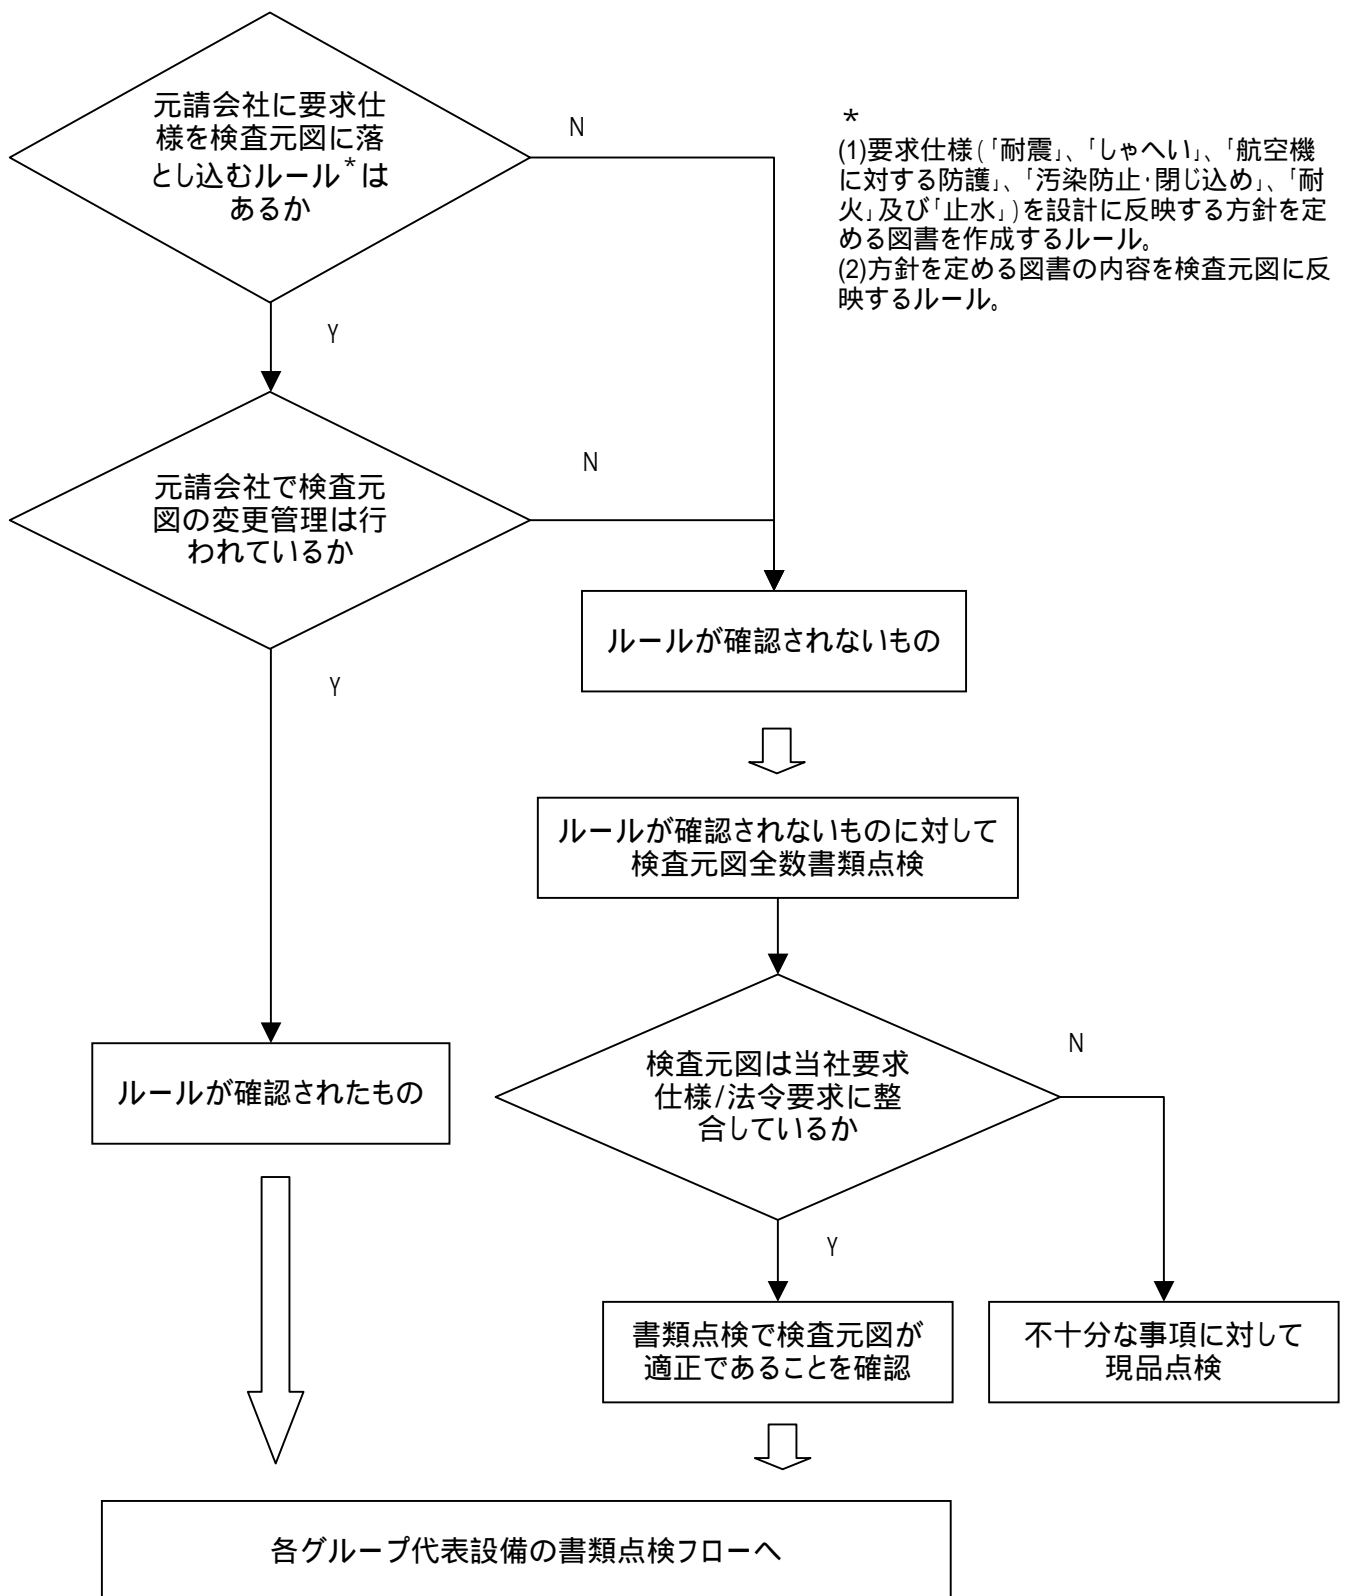 元請会社に要求仕
様を検査元図に落
とし込むルール*は
あるか
N
*
(1)要求仕様(「耐震」、「しゃへい」、「航空機
に対する防護」、「汚染防止・閉じ込め」、「耐
火」及び「止水」)を設計に反映する方針を定
める図書を作成するルール。
(2)方針を定める図書の内容を検査元図に反
映するルール。
Y
元請会社で検査元
図の変更管理は行
われているか
N
ルールが確認されないもの
Y
ルールが確認されないものに対して
検査元図全数書類点検
ルールが確認されたもの
検査元図は当社要求
仕様/法令要求に整
合しているか
N
Y
書類点検で検査元図が
適正であることを確認
不十分な事項に対して
現品点検
各グループ代表設備の書類点検フローへ